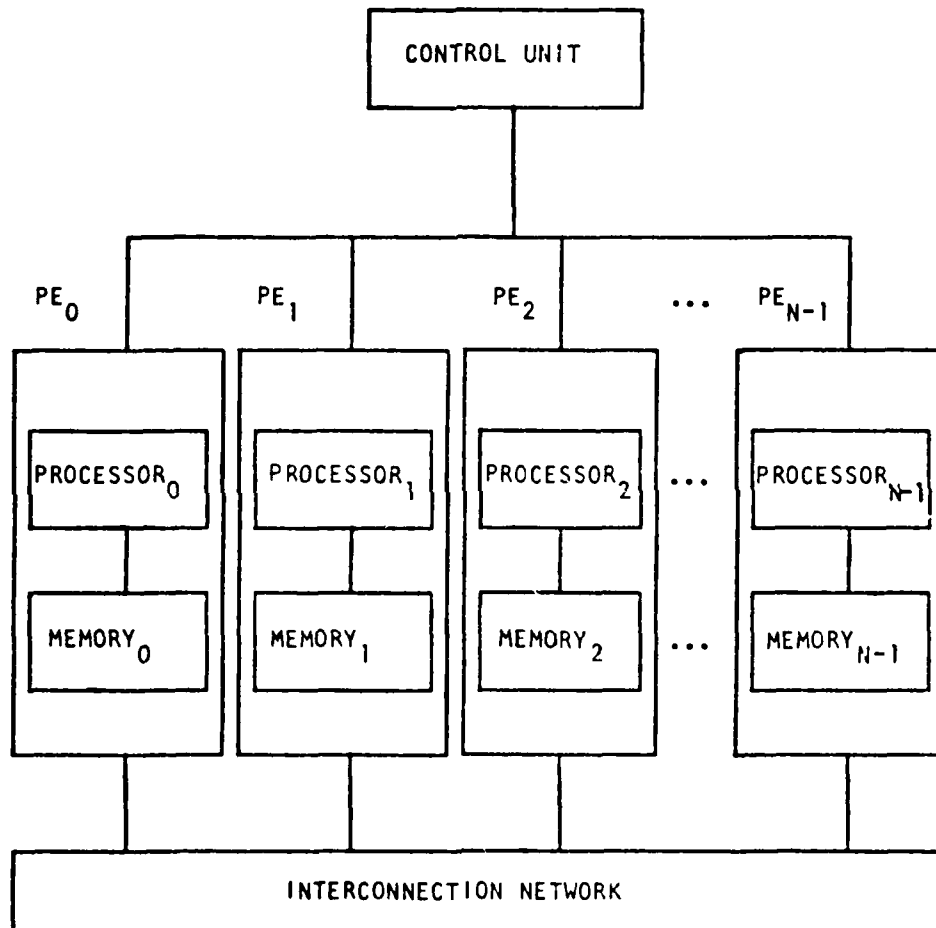 CONTROL UNIT
PE0 PE1 PE2 ... PEN-1
PROCESSOR0 PROCESSOR1 PROCESSOR2 ... PROCESSORN-1
MEMORY0 MEMORY1 MEMORY2 ... MEMORYN-1
INTERCONNECTION NETWORK